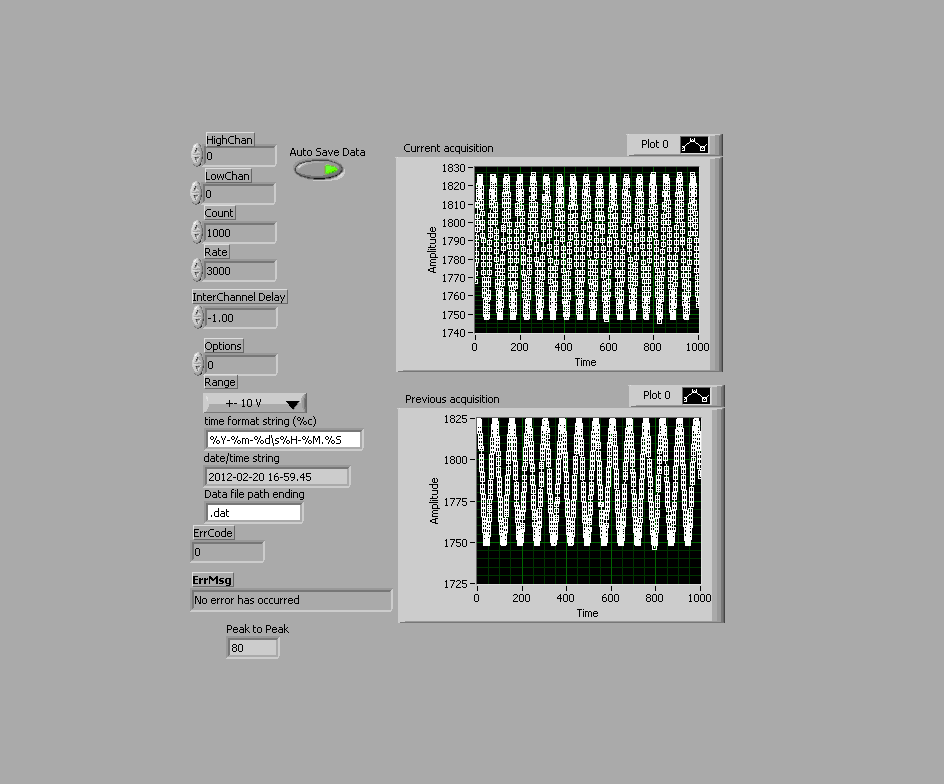 HighChan
0
Auto Save Data
LowChan
0
Count
1000
Rate
3000
InterChannel Delay
-1.00
Options
0
Range
+- 10 V
time format string (%c)
%Y-%m-%d\s%H-%M.%S
date/time string
2012-02-20 16-59.45
Data file path ending
.dat
ErrCode
0
ErrMsg
No error has occurred
Peak to Peak
80
Current acquisition
Plot 0
Amplitude
1830
1820
1810
1800
1790
1780
1770
1760
1750
1740
0 200 400 600 800 1000
Time
Previous acquisition
Plot 0
Amplitude
1825
1800
1775
1750
1725
0 200 400 600 800 1000
Time